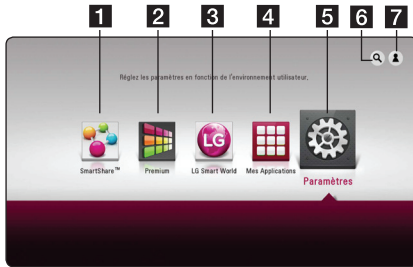 1 2 3 4 5 6 7
Réglez les paramètres en fonction de l'environnement utilisateur.
LG
SmartShare™ Premium LG Smart World Mes Applications Paramètres